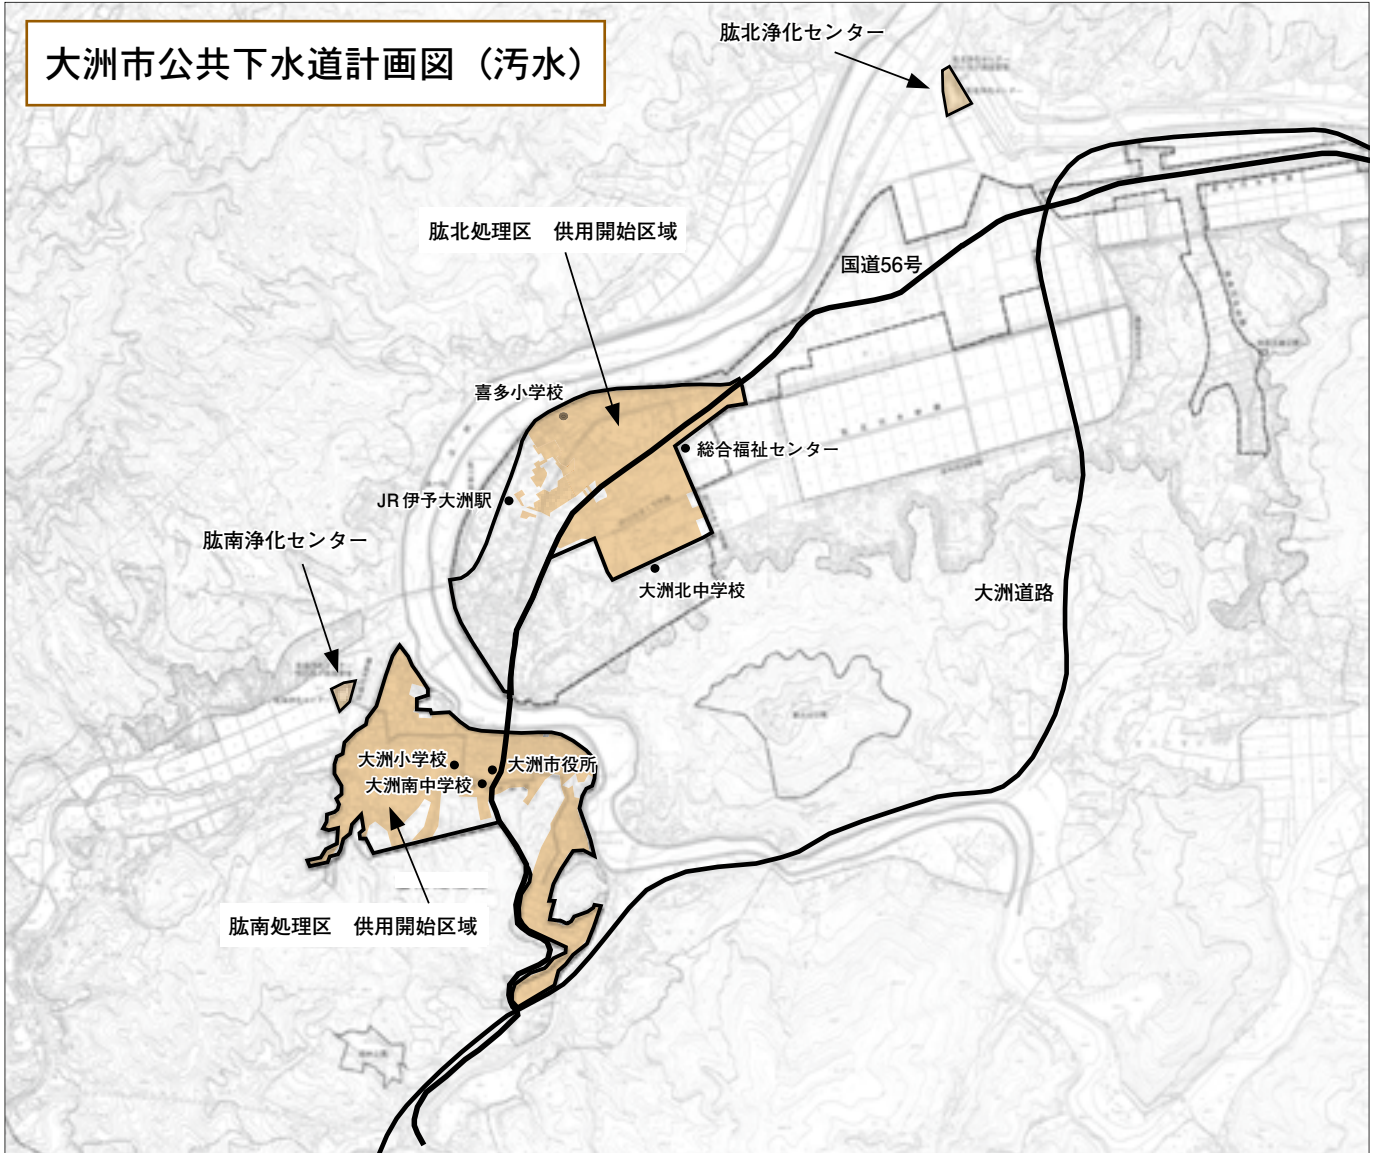 大洲市公共下水道計画図（汚水）
肱北浄化センター
肱北処理区　供用開始区域
国道56号
喜多小学校
総合福祉センター
JR伊予大洲駅
肱南浄化センター
大洲北中学校
大洲道路
大洲小学校
大洲市役所
大洲南中学校
肱南処理区　供用開始区域